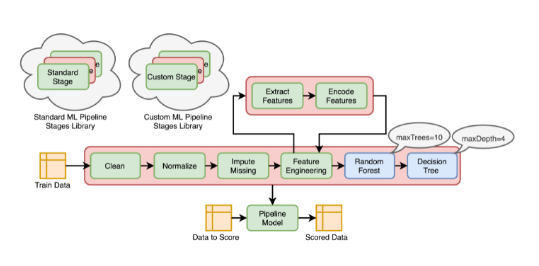 Standard
Stage
e
Custom Stage
e
Standard ML Pipeline
Stages Library
Custom ML Pipeline
Stages Library
Extract
Features
Encode
Features
maxTrees=10
maxDepth=4
Train Data
Clean
Normalize
Impute
Missing
Feature
Engineering
Random
Forest
Decision
Tree
Data to Score
Pipeline
Model
Scored Data